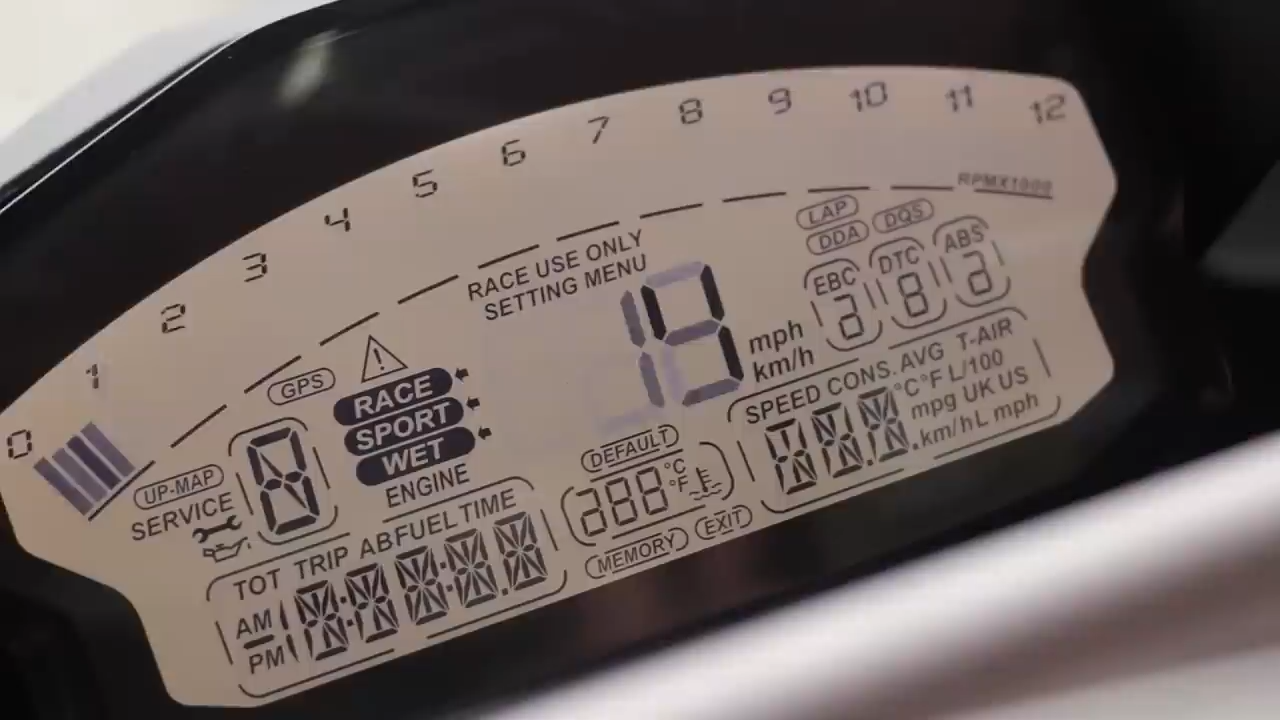 0 1 2 3 4 5 6 7 8 9 10 11 12
RPMX1000
RACE USE ONLY
SETTING MENU
LAP DQS
DDA
EBC DTC ABS
8
mph
km/h
GPS
RACE
SPORT
WET
ENGINE
UP-MAP
SERVICE
DEFAULT
°C
°F
MEMORY EXIT
SPEED CONS. AVG T-AIR
°C°F L/100
mpg UK US
km/h L mph
TOT TRIP AB FUEL TIME
AM
PM